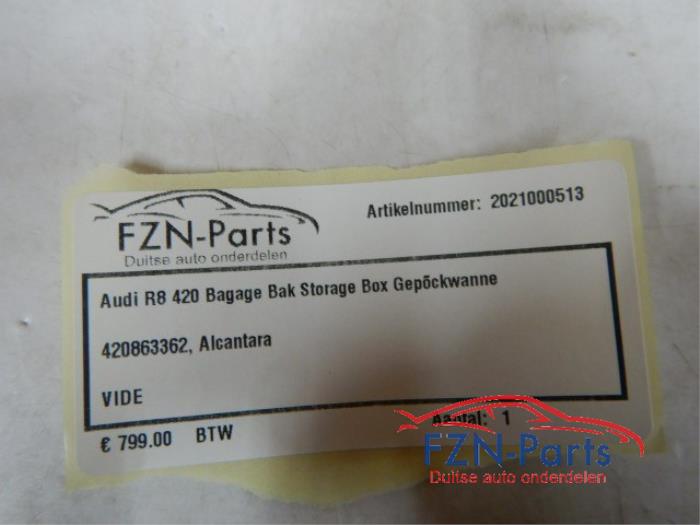 Artikelnummer: 2021000513
FZN-Parts
Duitse auto onderdelen
Audi R8 420 Bagage Bak Storage Box Gepõckwanne
420863362, Alcantara
VIDE
€ 799.00 BTW
Aantal: 1
FZN-Parts
Duitse auto onderdelen